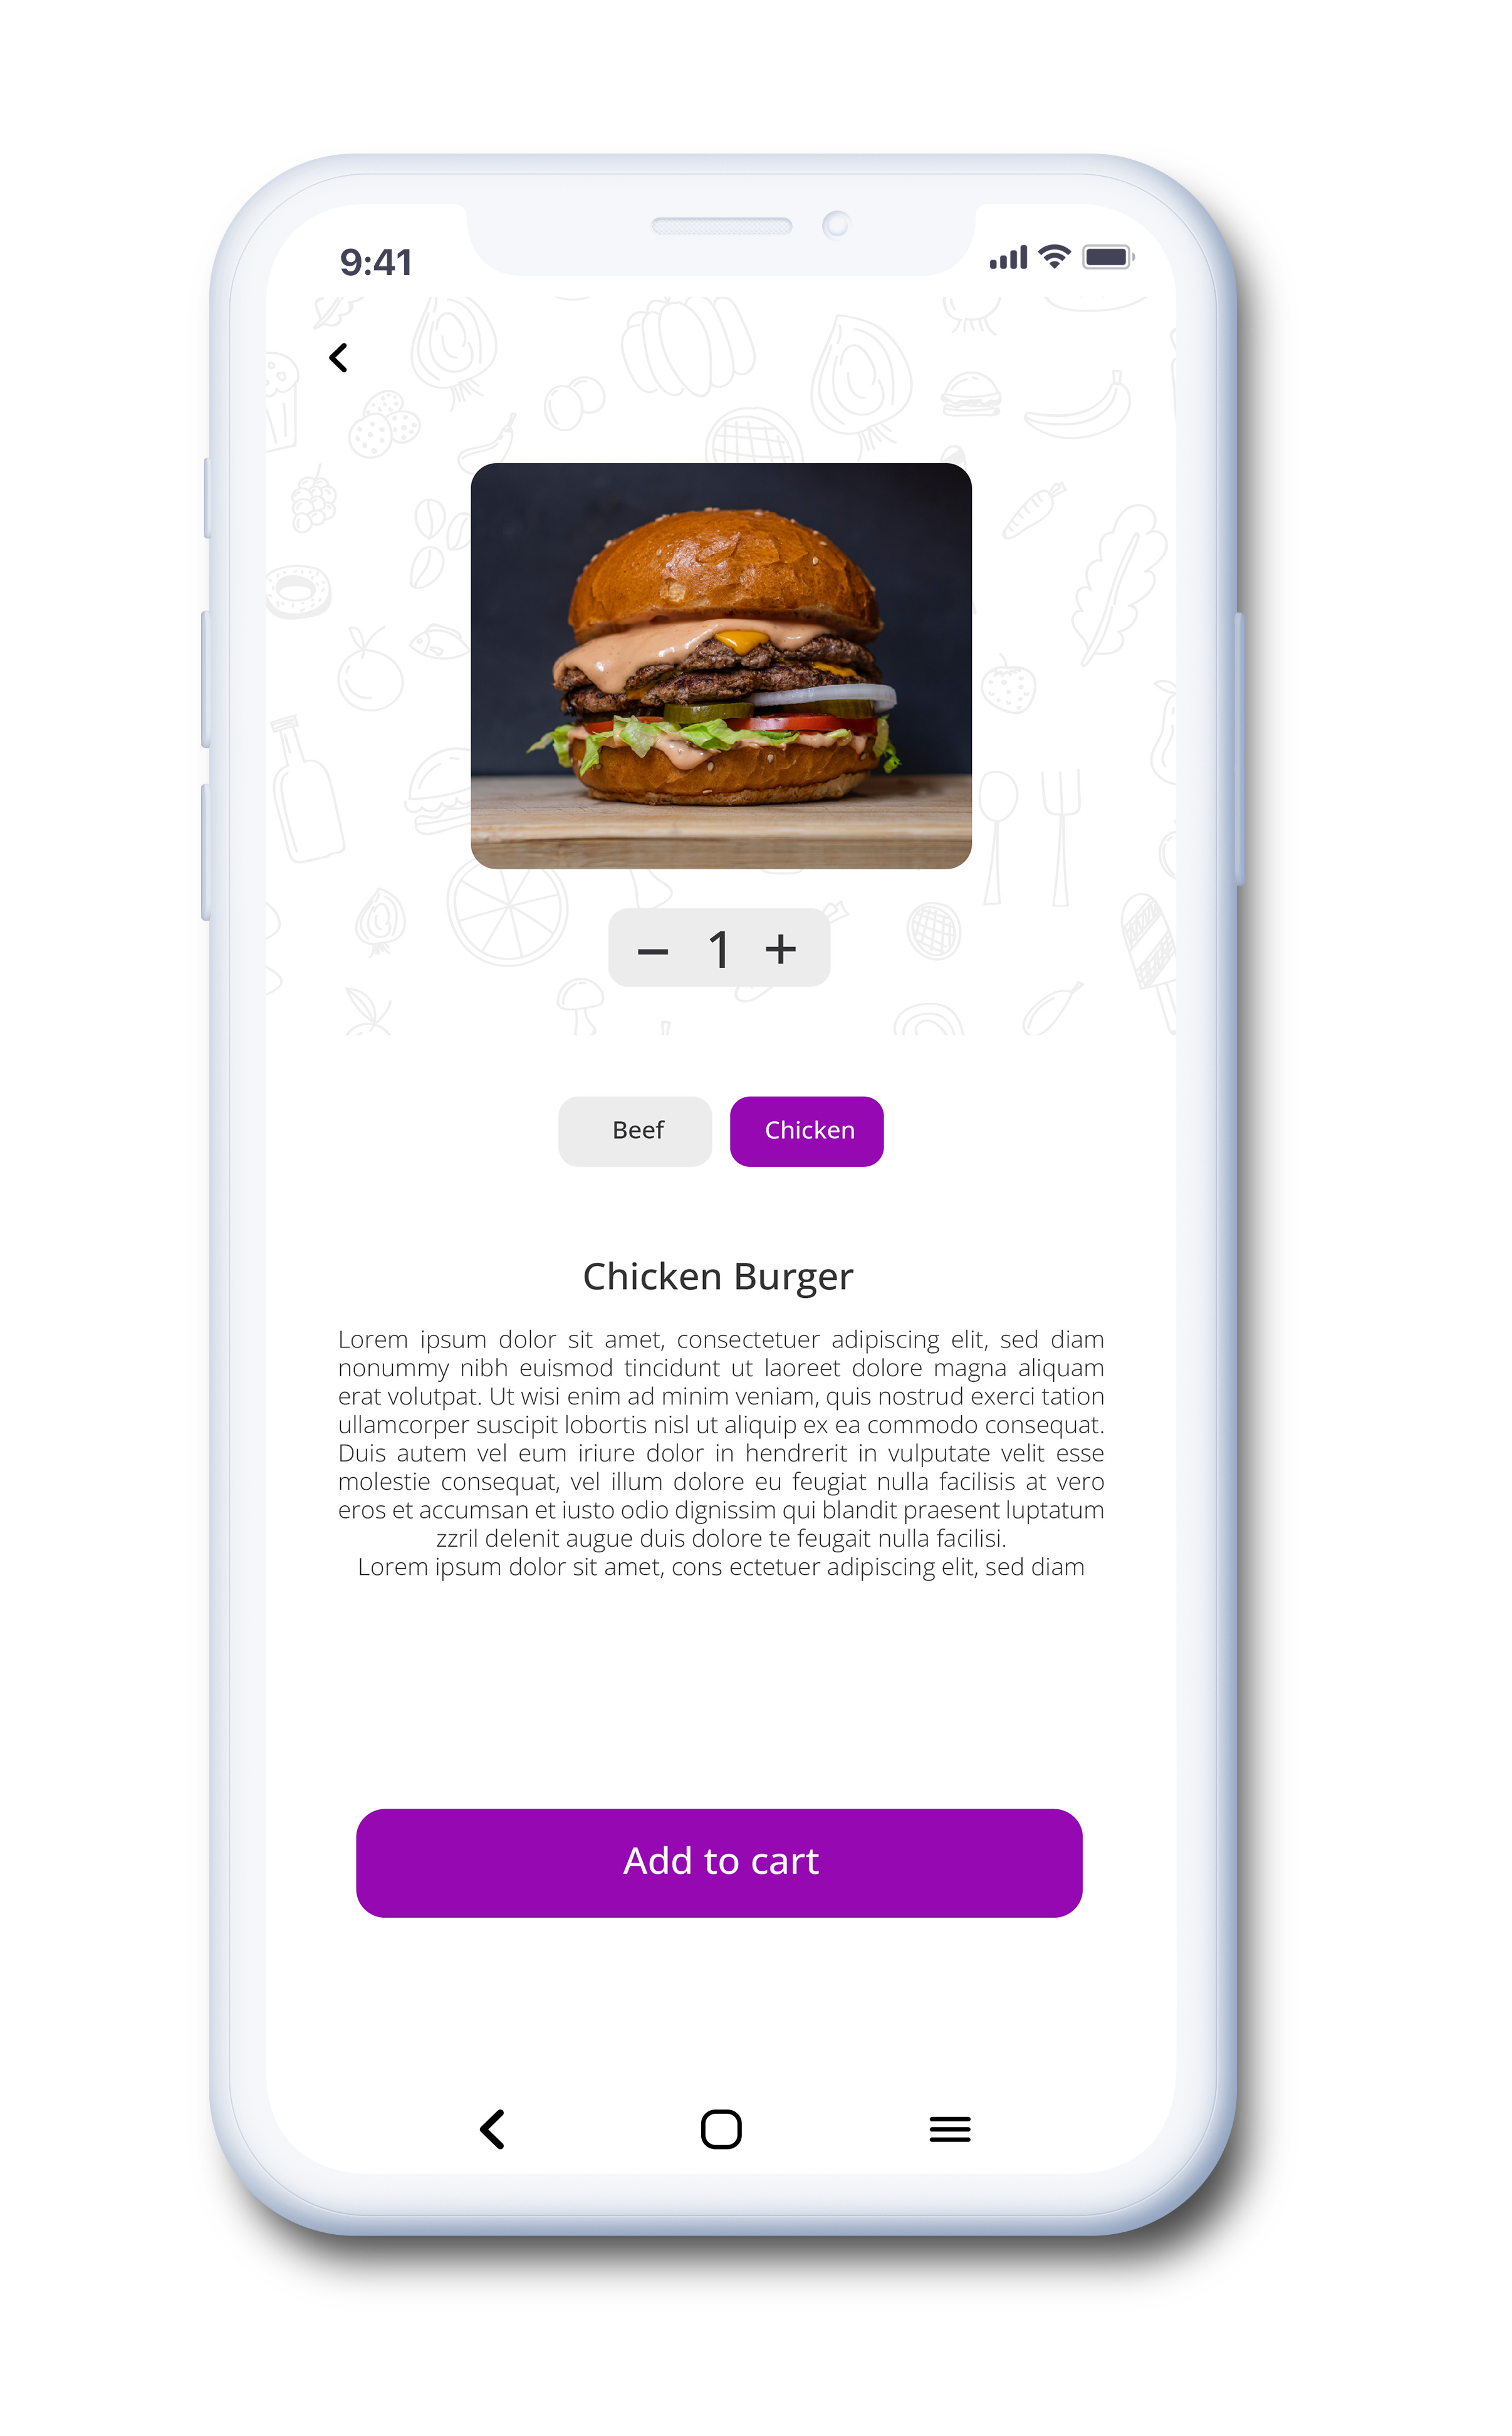 9:41
1
Beef
Chicken
Chicken Burger
Lorem ipsum dolor sit amet, consectetuer adipiscing elit, sed diam
nonummy nibh euismod tincidunt ut laoreet dolore magna aliquam
erat volutpat. Ut wisi enim ad minim veniam, quis nostrud exerci tation
ullamcorper suscipit lobortis nisl ut aliquip ex ea commodo consequat.
Duis autem vel eum iriure dolor in hendrerit in vulputate velit esse
molestie consequat, vel illum dolore eu feugiat nulla facilisis at vero
eros et accumsan et iusto odio dignissim qui blandit praesent luptatum
zzril delenit augue duis dolore te feugait nulla facilisi.
Lorem ipsum dolor sit amet, cons ectetuer adipiscing elit, sed diam
Add to cart